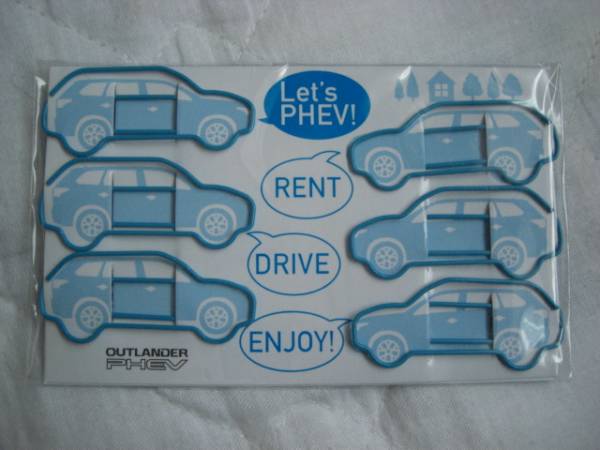 Let's
PHEV!
RENT
DRIVE
ENJOY!
OUTLANDER
PHEV